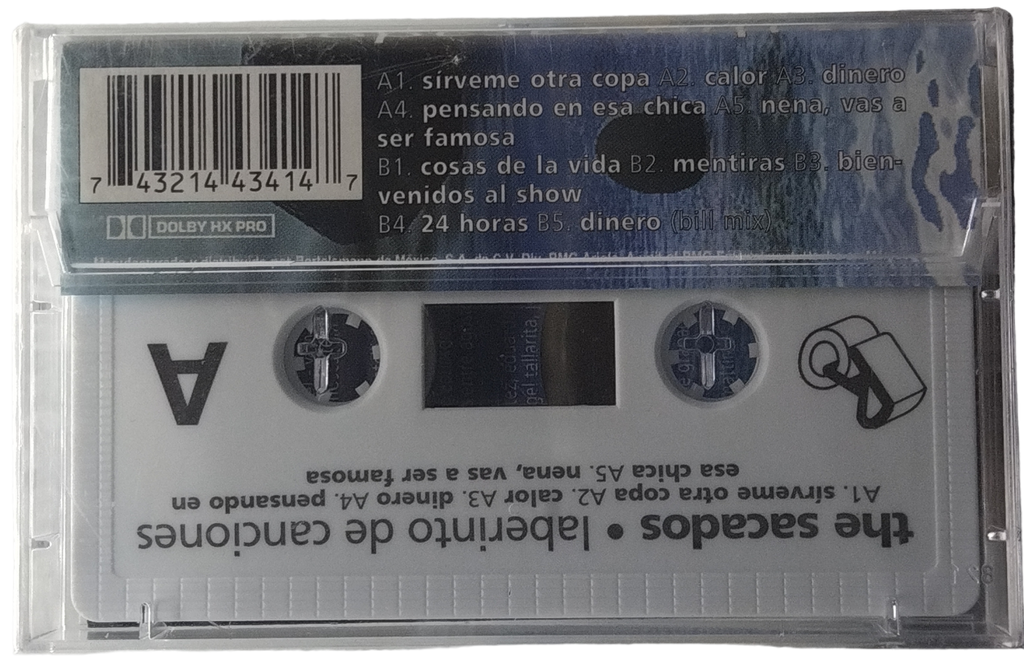 A1. sírveme otra copa A2. calor A3. dinero
A4. pensando en esa chica A5. nena, vas a
ser famosa
B1. cosas de la vida B2. mentiras B3. bien-
venidos al show
B4. 24 horas B5. dinero (bill mix)
7 43214 43414 7
DOLBY HX PRO
A
the sacados • laberinto de canciones
A1. sírveme otra copa A2. calor A3. dinero A4. pensando en
esa chica A5. nena, vas a ser famosa
gel tallarita,